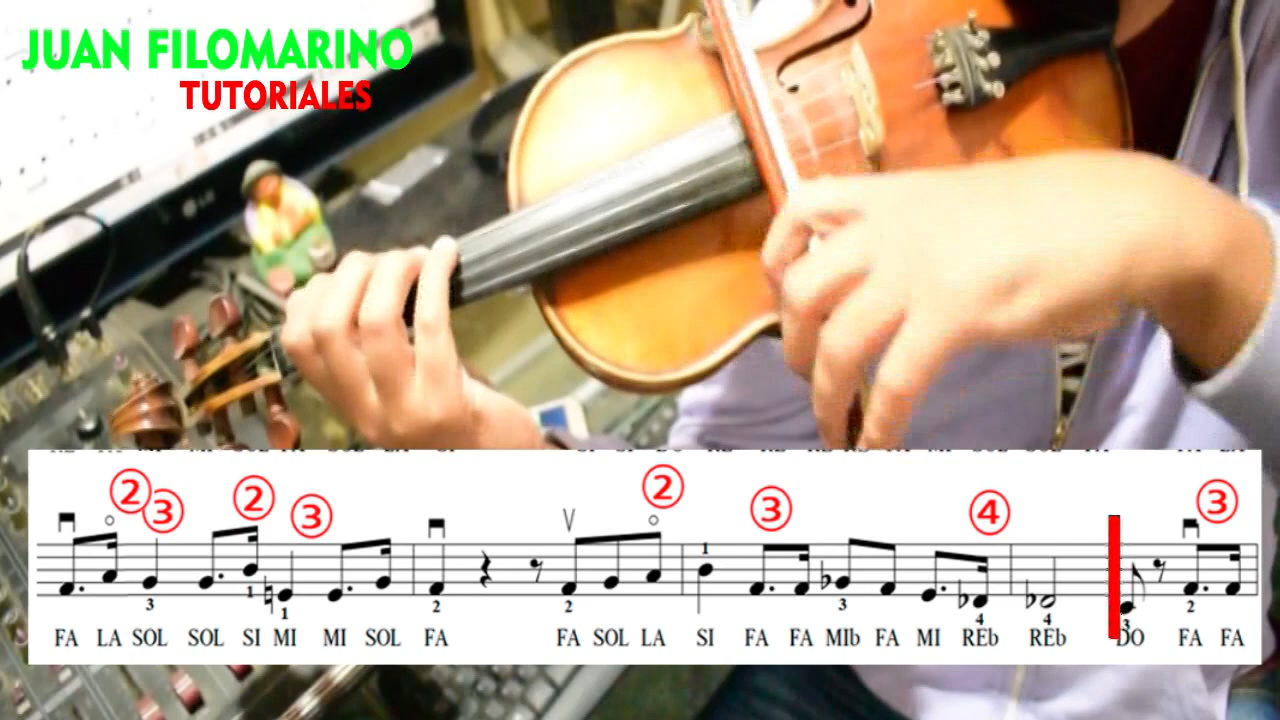 JUAN FILOMARINO
TUTORIALES
LG
② ③ ② ③ ② ③ ④ ③
1
3 1 1 2 2 3 4 4 3 2
FA LA SOL SOL SI MI MI SOL FA FA SOL LA SI FA FA MIb FA MI REb REb DO FA FA